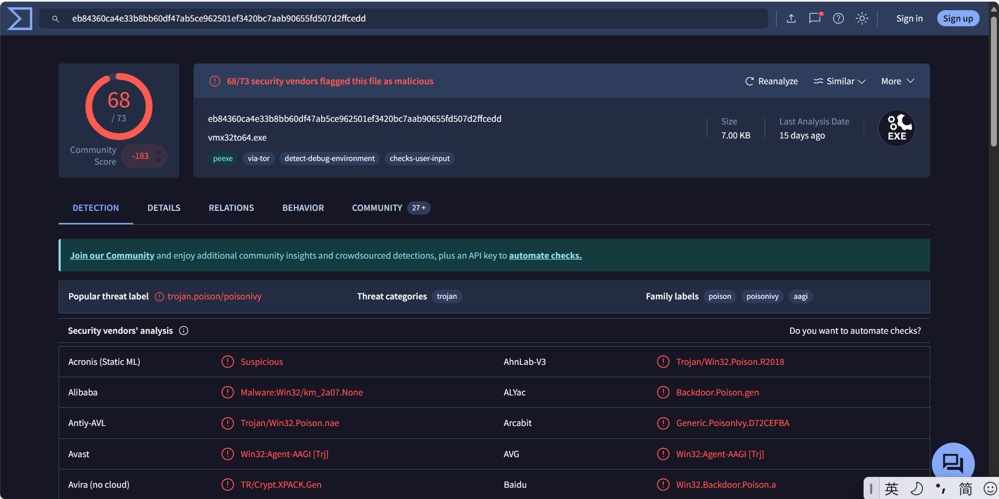 eb84360ca4e33b8bb60df47ab5ce962501ef3420bc7aab90655fd507d2ffcedd
Sign in
Sign up
68
/ 73
Community Score
-183
68/73 security vendors flagged this file as malicious
Reanalyze
Similar
More
eb84360ca4e33b8bb60df47ab5ce962501ef3420bc7aab90655fd507d2ffcedd
vmx32to64.exe
peexe
via-tor
detect-debug-environment
checks-user-input
Size
7.00 KB
Last Analysis Date
15 days ago
EXE
DETECTION
DETAILS
RELATIONS
BEHAVIOR
COMMUNITY
27 +
Join our Community and enjoy additional community insights and crowdsourced detections, plus an API key to automate checks.
Popular threat label
trojan.poison/poisonivy
Threat categories
trojan
Family labels
poison
poisonivy
aagi
Security vendors' analysis
Do you want to automate checks?
Acronis (Static ML)
Suspicious
AhnLab-V3
Trojan/Win32.Poison.R2018
Alibaba
Malware:Win32/km_2a07.None
ALYac
Backdoor.Poison.gen
Antiy-AVL
Trojan/Win32.Poison.nae
Arcabit
Generic.PoisonIvy.D72CEFBA
Avast
Win32:Agent-AAGI [Trj]
AVG
Win32:Agent-AAGI [Trj]
Avira (no cloud)
TR/Crypt.XPACK.Gen
Baidu
Win32.Backdoor.Poison.a
英
简